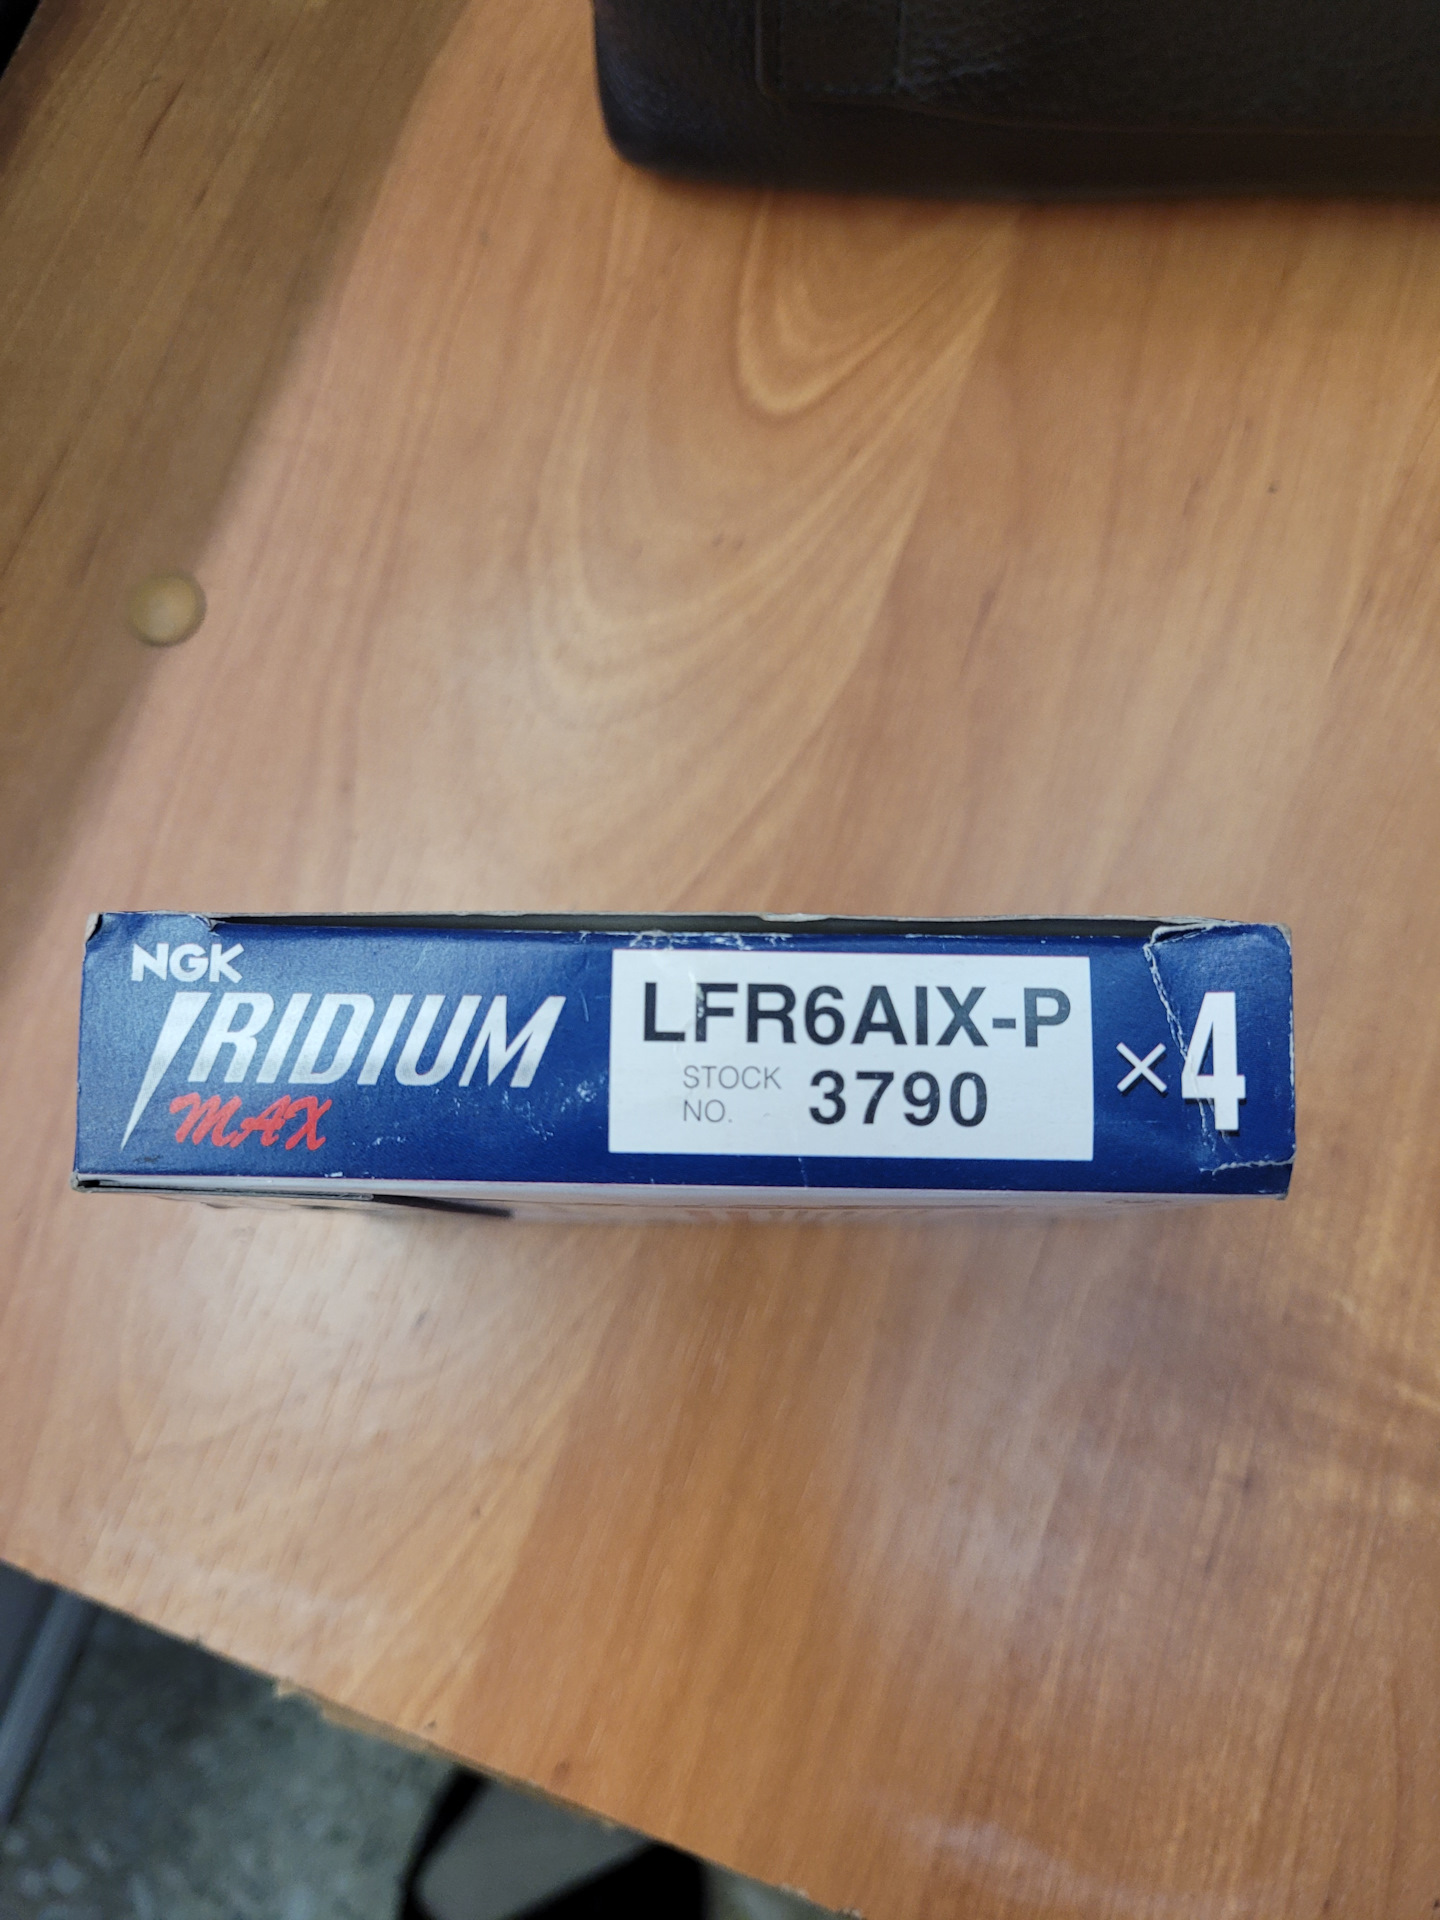 NGK
IRIDIUM
MAX
LFR6AIX-P
STOCK
NO.
3790
×4